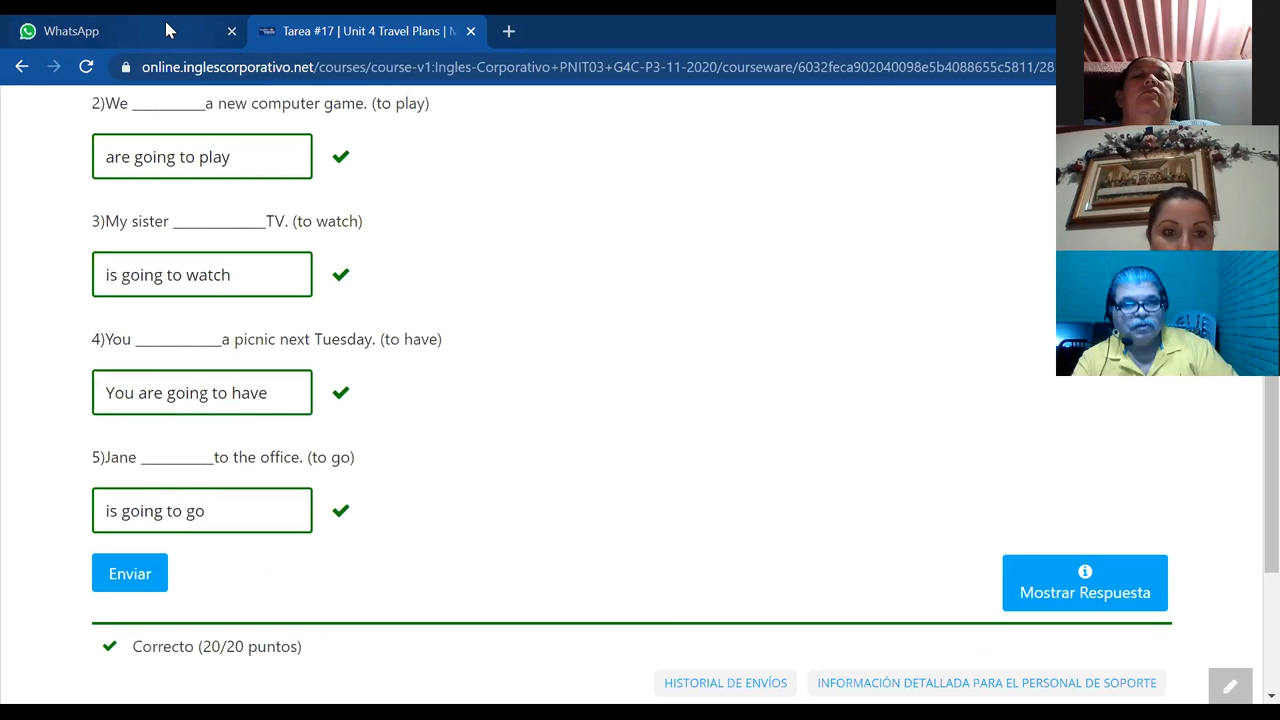 WhatsApp
Tarea #17 | Unit 4 Travel Plans |
online.inglescorporativo.net/courses/course-v1:Ingles-Corporativo+PNIT03+G4C-P3-11-2020/courseware/6032feca902040098e5b4088655c5811/28
2)We _________a new computer game. (to play)
are going to play
3)My sister ___________TV. (to watch)
is going to watch
4)You __________a picnic next Tuesday. (to have)
You are going to have
5)Jane _________to the office. (to go)
is going to go
Enviar
Mostrar Respuesta
Correcto (20/20 puntos)
HISTORIAL DE ENVÍOS
INFORMACIÓN DETALLADA PARA EL PERSONAL DE SOPORTE